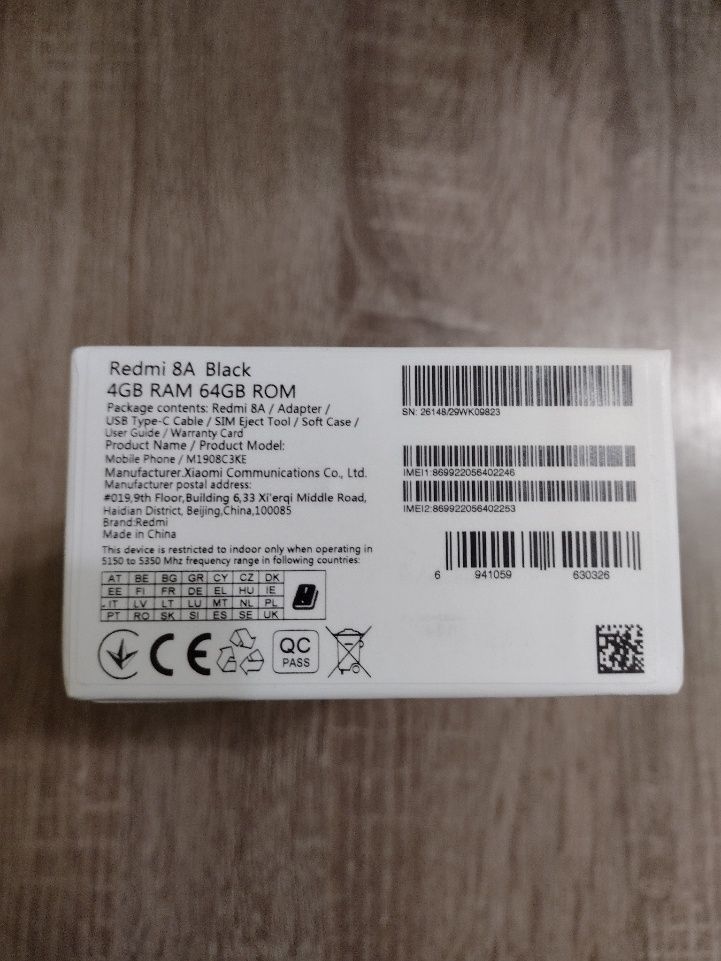 Redmi 8A Black
4GB RAM 64GB ROM
Package contents: Redmi 8A / Adapter /
USB Type-C Cable / SIM Eject Tool / Soft Case /
User Guide / Warranty Card
Product Name / Product Model:
Mobile Phone / M1908C3KE
Manufacturer.Xiaomi Communications Co., Ltd.
Manufacturer postal address:
#019,9th Floor,Building 6,33 Xi'erqi Middle Road,
Haidian District, Beijing,China,100085
Brand:Redmi
Made in China
This device is restricted to indoor only when operating in
5150 to 5350 Mhz frequency range in following countries:
AT BE BG GR CY CZ DK
EE FI FR DE EL HU IE
IT LV LT LU MT NL PL
PT RO SK SI ES SE UK
CE
QC
PASS
SN: 26148/29WK09823
IMEI1:869922056402246
IMEI2:869922056402253
6 941059 630326